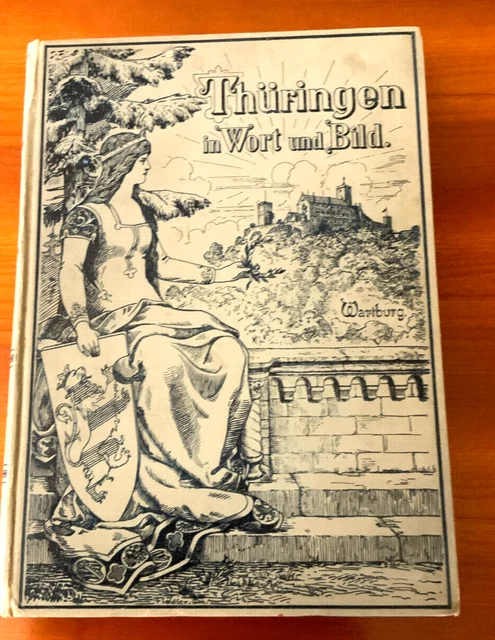 Thüringen
in Wort und Bild.
Wartburg.